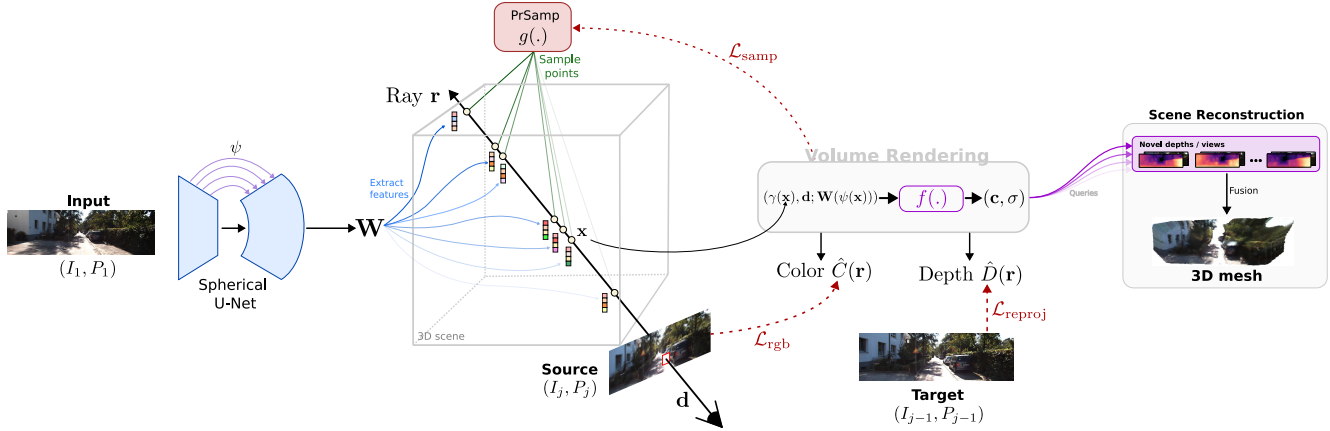 PrSamp
g(.)
ℒsamp
Sample
points
Ray r
ψ
Extract
features
Input
(I₁, P₁)
Spherical
U-Net
W
x
3D scene
Source
(Iⱼ, Pⱼ)
d
Volume Rendering
(γ(x), d; W(ψ(x)))
f(.)
(c, σ)
Color Ĉ(r)
Depth D̂(r)
ℒrgb
ℒreproj
Target
(Iⱼ₋₁, Pⱼ₋₁)
Queries
Scene Reconstruction
Novel depths / views
Fusion
3D mesh